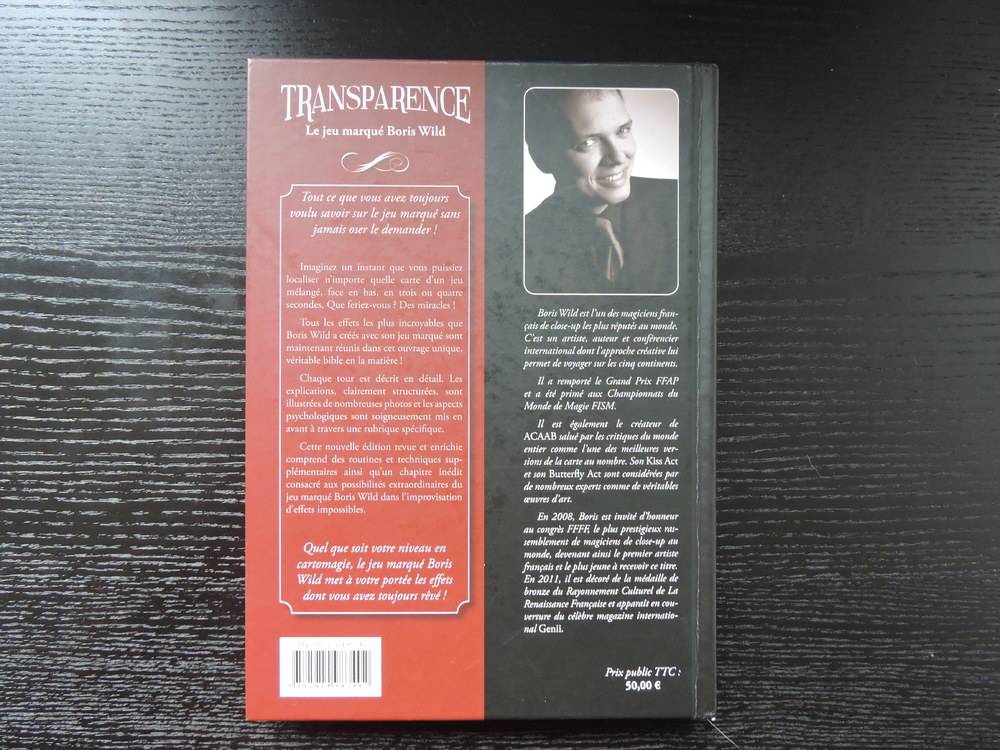 TRANSPARENCE
Le jeu marqué Boris Wild
Tout ce que vous avez toujours
voulu savoir sur le jeu marqué sans
jamais oser le demander !
Imaginez un instant que vous puissiez
localiser n'importe quelle carte d'un jeu
mélangé, face en bas, en trois ou quatre
secondes. Que feriez-vous ? Des miracles !
Tous les effets les plus incroyables que
Boris Wild a créés avec son jeu marqué sont
maintenant réunis dans cet ouvrage unique,
véritable bible en la matière !
Chaque tour est décrit en détail. Les
explications, clairement structurées, sont
illustrées de nombreuses photos et les aspects
psychologiques sont soigneusement mis en
avant à travers une rubrique spécifique.
Cette nouvelle édition revue et enrichie
comprend des routines et techniques sup-
plémentaires ainsi qu'un chapitre inédit
consacré aux possibilités extraordinaires du
jeu marqué Boris Wild dans l'improvisation
d'effets impossibles.
Quel que soit votre niveau en
cartomagie, le jeu marqué Boris
Wild met à votre portée les effets
dont vous avez toujours rêvé !
Boris Wild est l'un des magiciens fran-
çais de close-up les plus réputés au monde.
C'est un artiste, auteur et conférencier
international dont l'approche créative lui
permet de voyager sur les cinq continents.
Il a remporté le Grand Prix FFAP
et a été primé aux Championnats du
Monde de Magie FISM.
Il est également le créateur de
ACAAB salué par les critiques du monde
entier comme l'une des meilleures ver-
sions de la carte au nombre. Son Kiss Act
et son Butterfly Act sont considérées par
de nombreux experts comme de véritables
œuvres d'art.
En 2008, Boris est invité d'honneur
au congrès FFFF, le plus prestigieux ras-
semblement de magiciens de close-up au
monde, devenant ainsi le premier artiste
français et le plus jeune à recevoir ce titre.
En 2011, il est décoré de la médaille de
bronze du Rayonnement Culturel de La
Renaissance Française et apparaît en cou-
verture du célèbre magazine internatio-
nal Genii.
Prix public TTC :
50,00 €